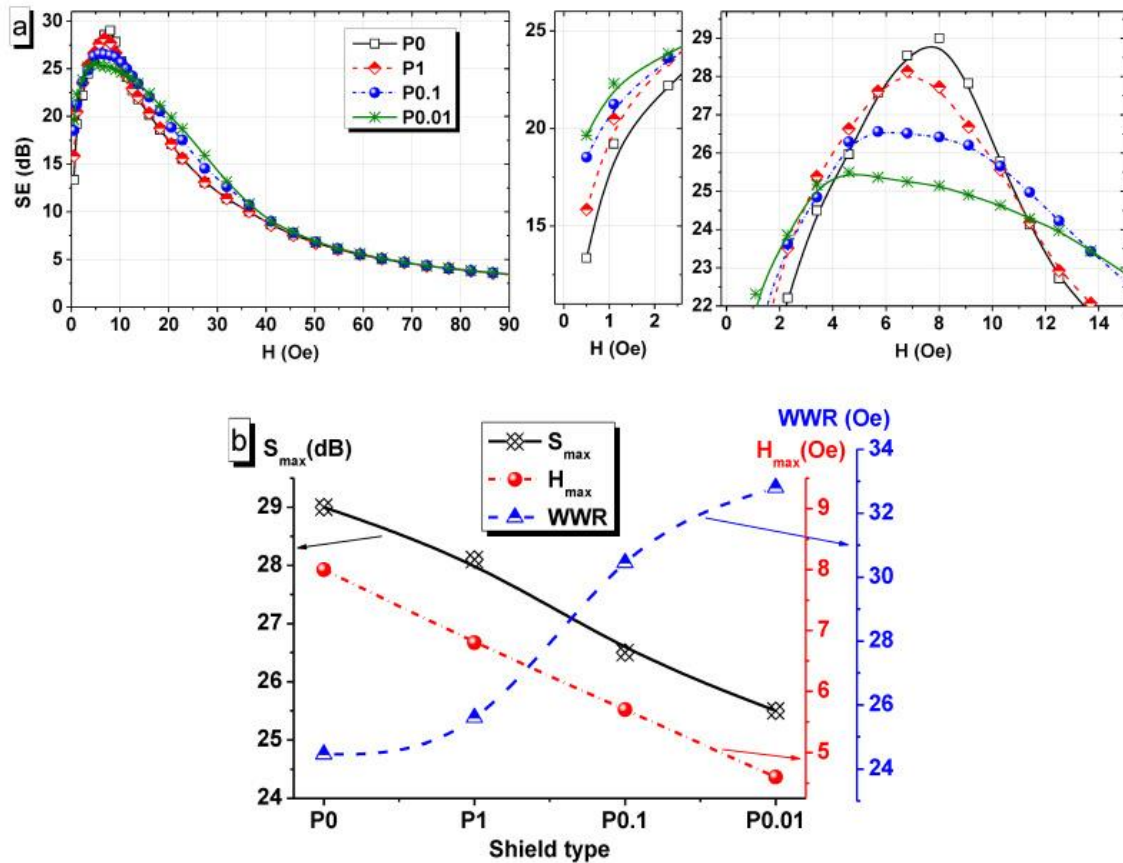 a)
SE (dB)
30
25
20
15
10
5
0
P0
P1
P0.1
P0.01
0 10 20 30 40 50 60 70 80 90
H (Oe)
25
20
15
0 1 2
H (Oe)
29
28
27
26
25
24
23
22
0 2 4 6 8 10 12 14
H (Oe)
b
Smax(dB)
Smax
Hmax
WWR
WWR (Oe)
Hmax(Oe)
29
28
27
26
25
24
9
8
7
6
5
34
32
30
28
26
24
P0 P1 P0.1 P0.01
Shield type